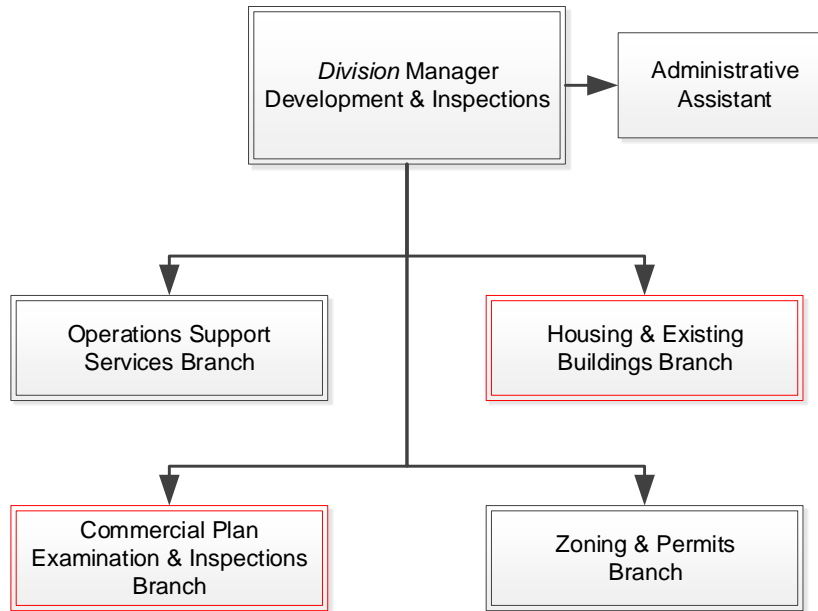 Division Manager
Development & Inspections
Administrative
Assistant
Operations Support
Services Branch
Housing & Existing
Buildings Branch
Commercial Plan
Examination & Inspections
Branch
Zoning & Permits
Branch